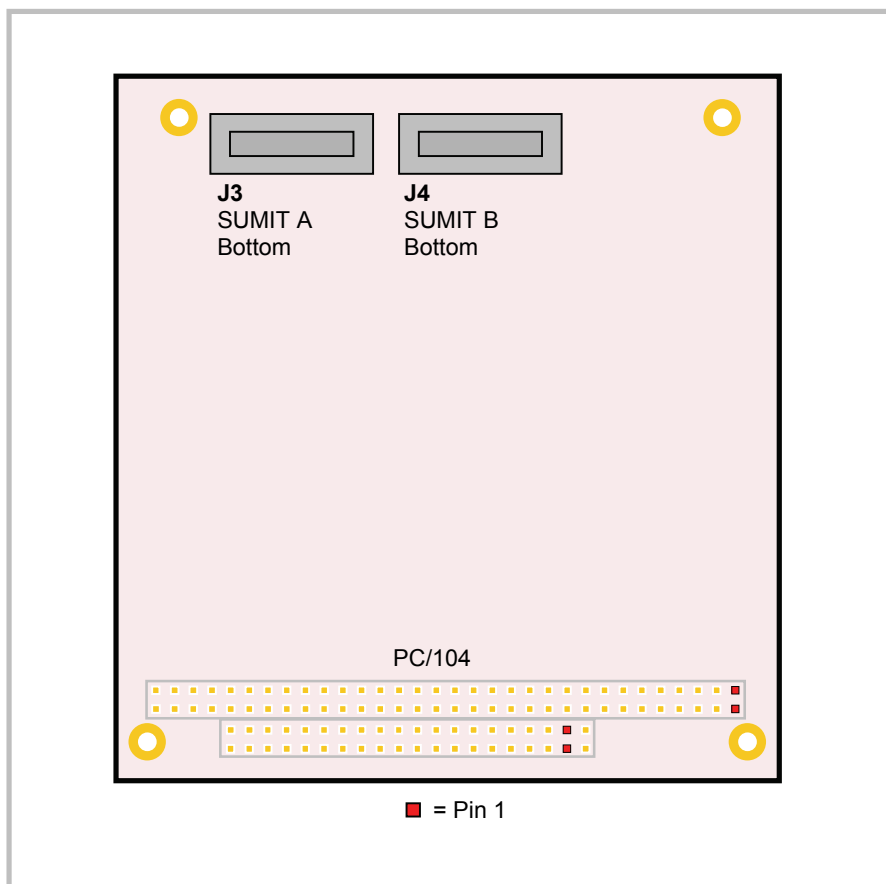 J3
SUMIT A
Bottom
J4
SUMIT B
Bottom
PC/104
= Pin 1